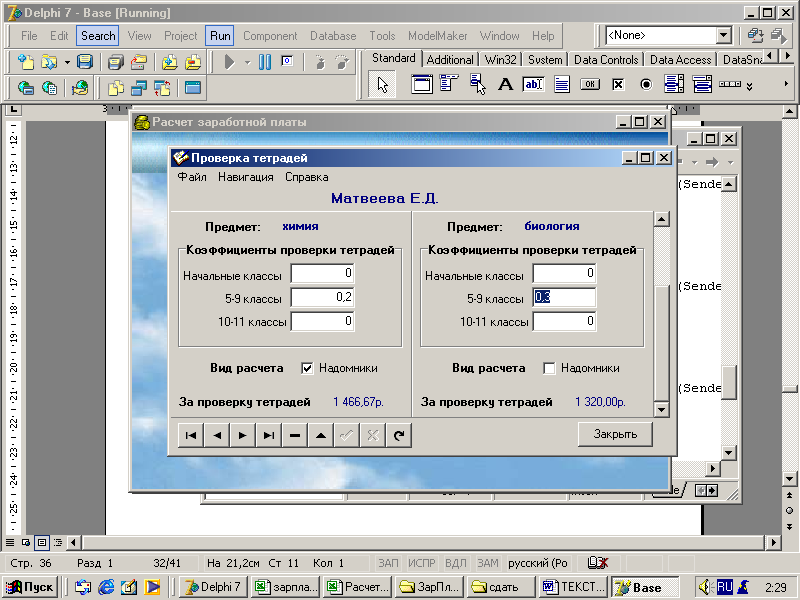 Delphi 7 - Base [Running]
File Edit Search View Project Run Component Database Tools ModelMaker Window Help
<None>
Standard Additional Win32 System Data Controls Data Access DataSna
Расчет заработной платы
Проверка тетрадей
Файл Навигация Справка
Матвеева Е.Д.
Предмет: химия
Предмет: биология
Коэффициенты проверки тетрадей
Коэффициенты проверки тетрадей
Начальные классы 0
Начальные классы 0
5-9 классы 0,2
5-9 классы 0,3
10-11 классы 0
10-11 классы 0
Вид расчета Надомники
Вид расчета Надомники
За проверку тетрадей 1 466,67р.
За проверку тетрадей 1 320,00р.
Закрыть
(Sende
(Sende
(Sende
Стр. 36 Разд 1 32/41 На 21,2см Ст 11 Кол 1 ЗАП ИСПР ВДЛ ЗАМ русский (Ро
Пуск Delphi 7 зарпла... Расчет... ЗарПл... сдать ТЕКСТ... Base RU 2:29